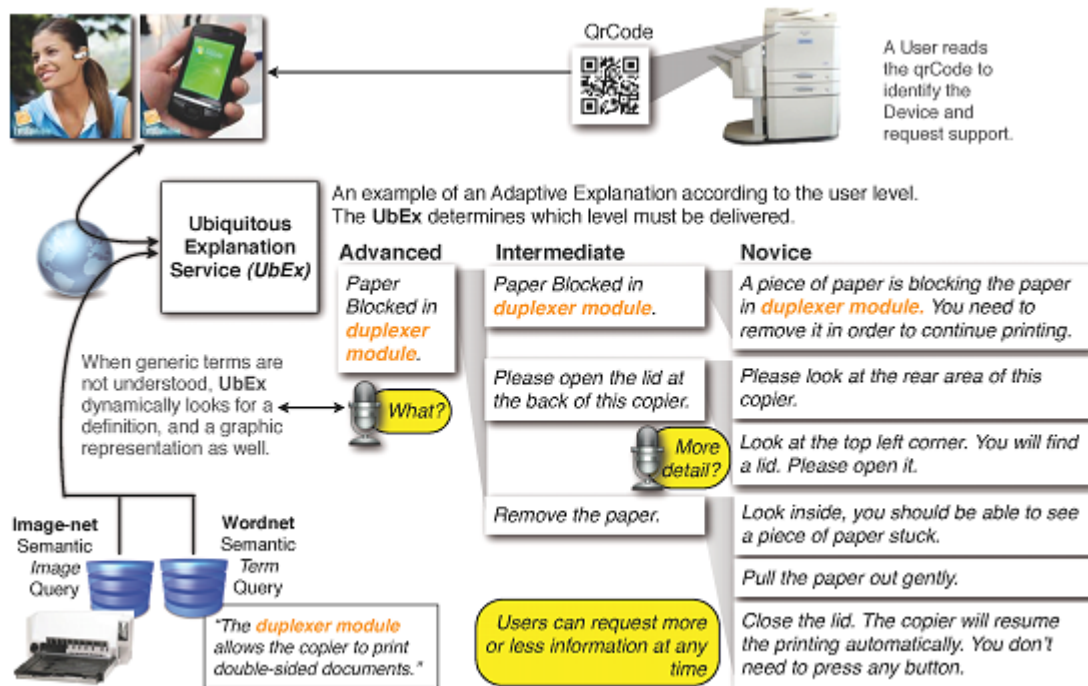 QrCode
A User reads
the qrCode to
identify the
Device and
request support.
Ubiquitous
Explanation
Service (UbEx)
An example of an Adaptive Explanation according to the user level.
The UbEx determines which level must be delivered.
Advanced
Paper
Blocked in
duplexer
module.
What?
Intermediate
Paper Blocked in
duplexer module.
Please open the lid at
the back of this copier.
More
detail?
Remove the paper.
Users can request more
or less information at any
time
Novice
A piece of paper is blocking the paper
in duplexer module. You need to
remove it in order to continue printing.
Please look at the rear area of this
copier.
Look at the top left corner. You will find
a lid. Please open it.
Look inside, you should be able to see
a piece of paper stuck.
Pull the paper out gently.
Close the lid. The copier will resume
the printing automatically. You don't
need to press any button.
When generic terms are
not understood, UbEx
dynamically looks for a
definition, and a graphic
representation as well.
Image-net
Semantic
Image
Query
Wordnet
Semantic
Term
Query
"The duplexer module
allows the copier to print
double-sided documents."